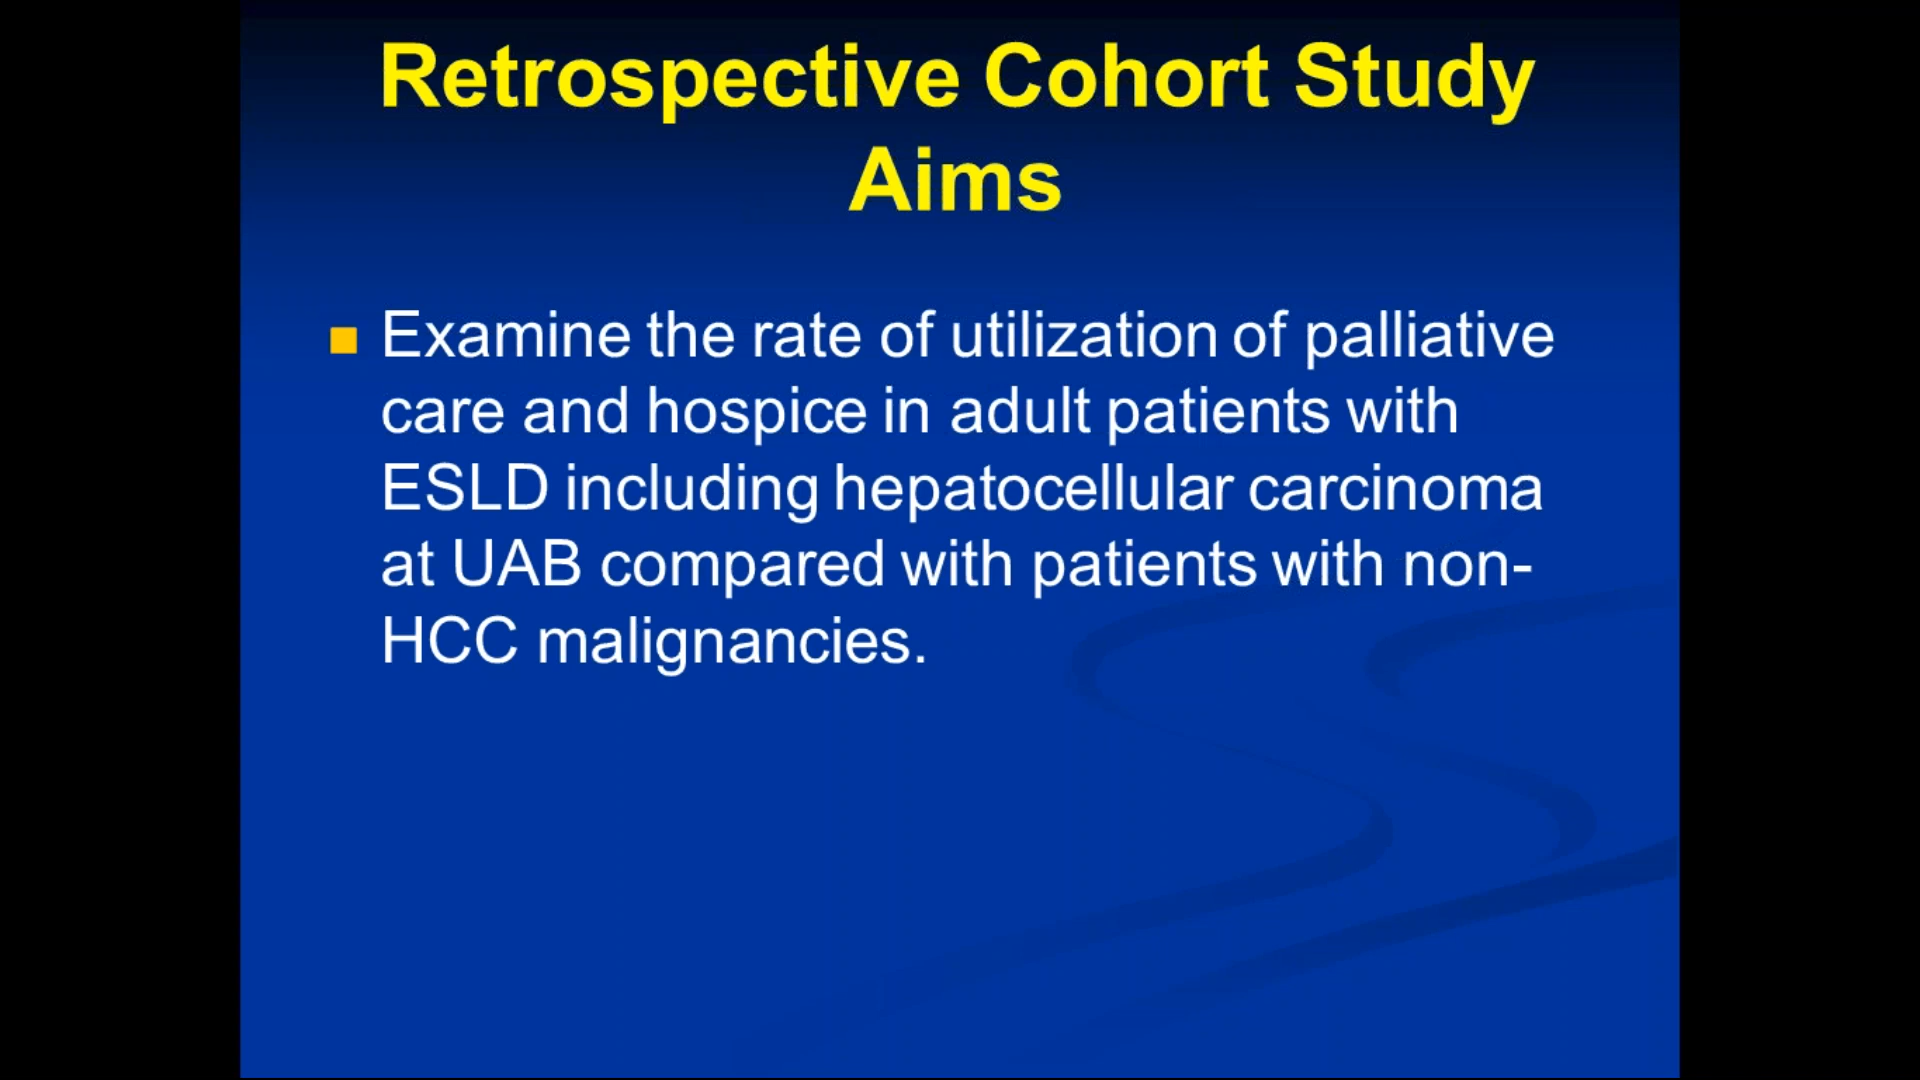 Retrospective Cohort Study
Aims
Examine the rate of utilization of palliative
care and hospice in adult patients with
ESLD including hepatocellular carcinoma
at UAB compared with patients with non-
HCC malignancies.